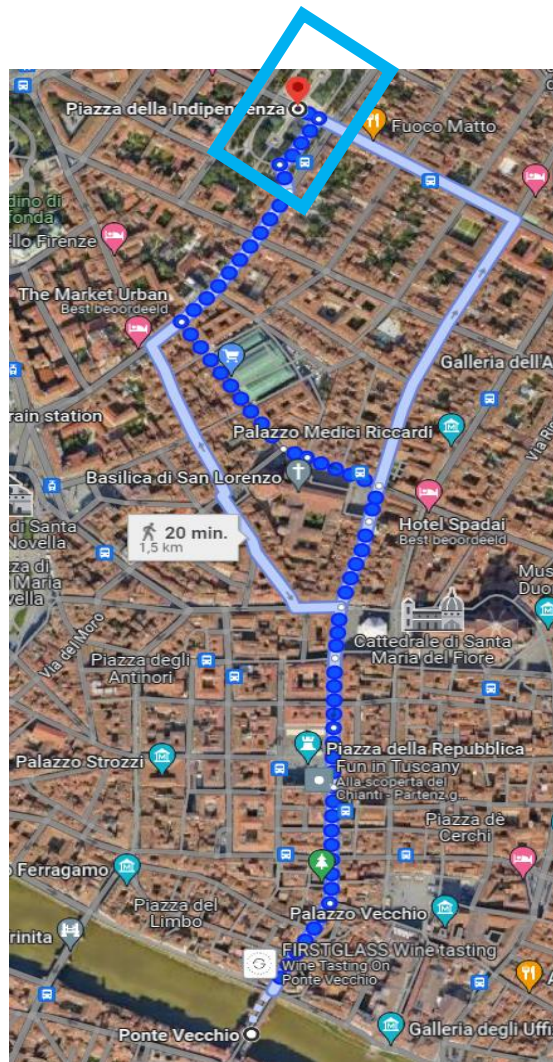 Piazza della Indipendenza
Fuoco Matto
dino di
fonda
ello Firenze
The Market Urban
Best beoordeeld
Galleria dell'A
rain station
Palazzo Medici Riccardi
Via Ri
Basilica di San Lorenzo
20 min.
1,5 km
Hotel Spadai
Best beoordeeld
di Santa
Novella
zza di
Maria
vella
Mus
Duo
Via del Moro
Cattedrale di Santa
Maria del Fiore
Piazza degli
Antinori
Piazza della Repubblica
Palazzo Strozzi
Fun in Tuscany
Alla scoperta del
Chianti - Partenz g...
Piazza dè
Cerchi
o Ferragamo
Piazza del
Limbo
Palazzo Vecchio
rinita
FIRSTGLASS Wine tasting
Wine Tasting On
Ponte Vecchio
A
Ponte Vecchio
Galleria degli Uffi